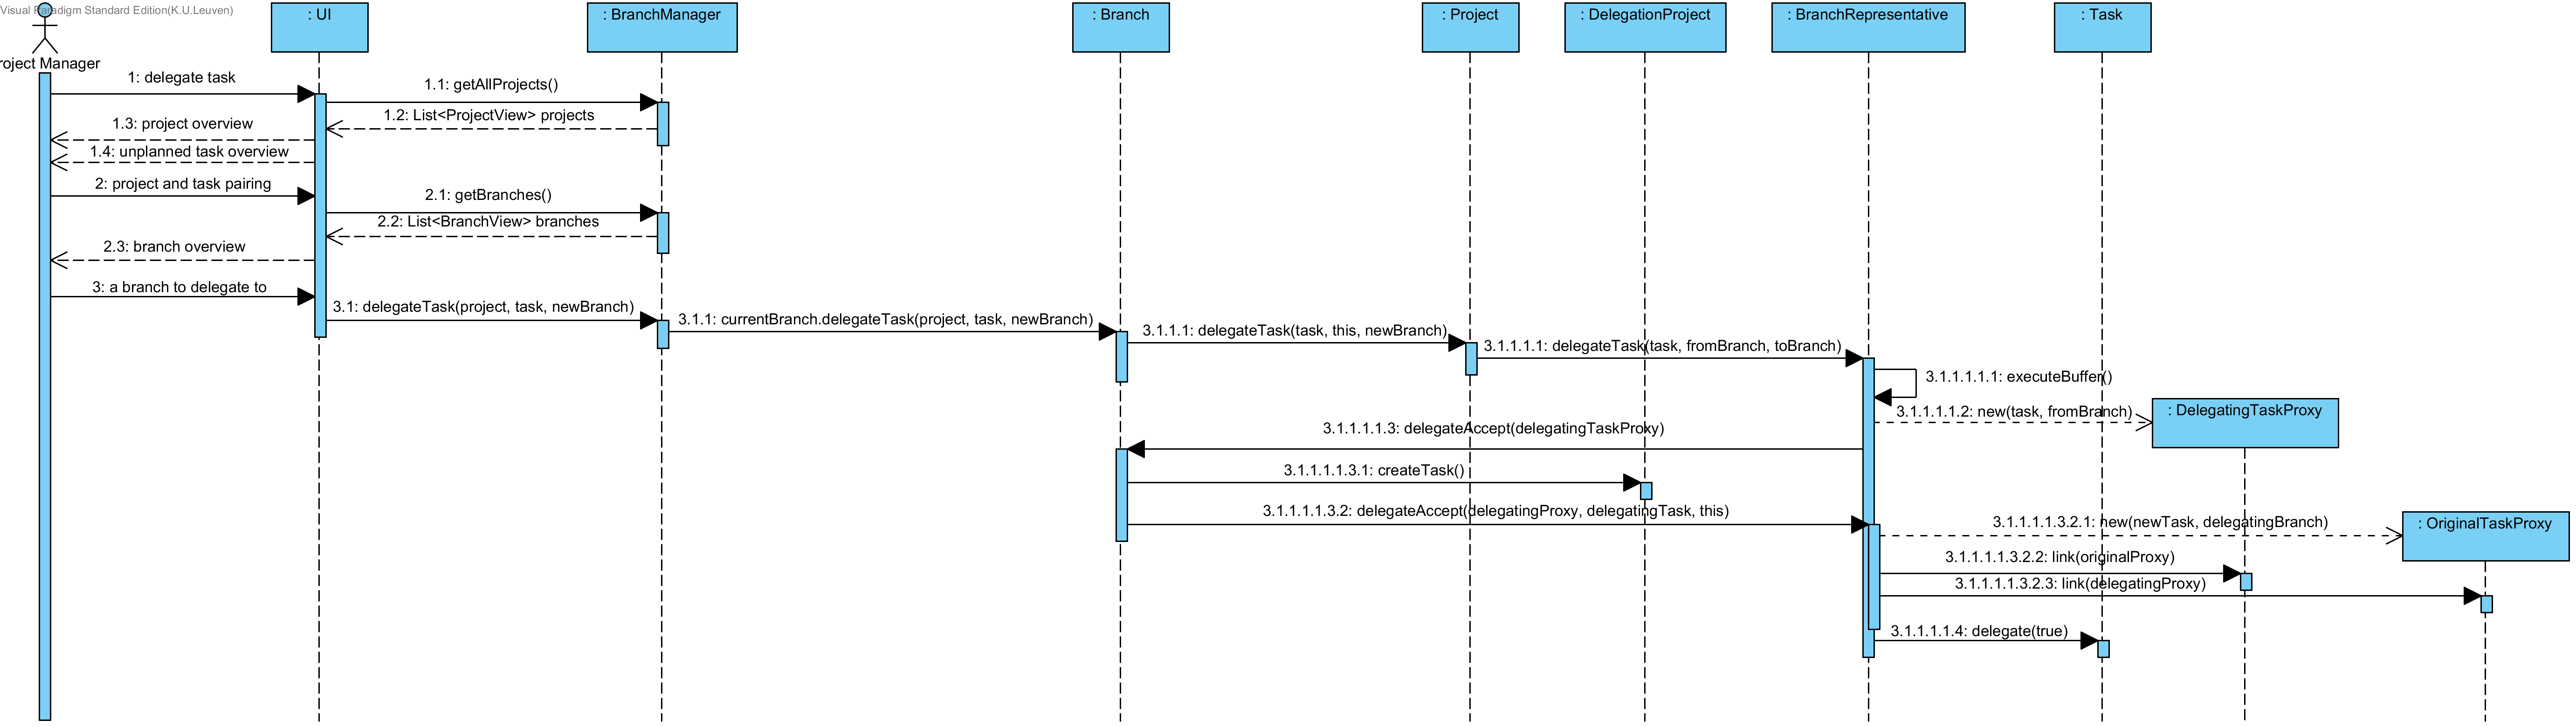 Visual Paradigm Standard Edition(K.U.Leuven)
: UI
: BranchManager
: Branch
: Project
: DelegationProject
: BranchRepresentative
: Task
roject Manager
1: delegate task
1.1: getAllProjects()
1.2: List<ProjectView> projects
1.3: project overview
1.4: unplanned task overview
2: project and task pairing
2.1: getBranches()
2.2: List<BranchView> branches
2.3: branch overview
3: a branch to delegate to
3.1: delegateTask(project, task, newBranch)
3.1.1: currentBranch.delegateTask(project, task, newBranch)
3.1.1.1: delegateTask(task, this, newBranch)
3.1.1.1.1: delegateTask(task, fromBranch, toBranch)
3.1.1.1.1.1: executeBuffer()
3.1.1.1.1.2: new(task, fromBranch)
: DelegatingTaskProxy
3.1.1.1.1.3: delegateAccept(delegatingTaskProxy)
3.1.1.1.1.3.1: createTask()
3.1.1.1.1.3.2: delegateAccept(delegatingProxy, delegatingTask, this)
3.1.1.1.1.3.2.1: new(newTask, delegatingBranch)
: OriginalTaskProxy
3.1.1.1.1.3.2.2: link(originalProxy)
3.1.1.1.1.3.2.3: link(delegatingProxy)
3.1.1.1.1.4: delegate(true)